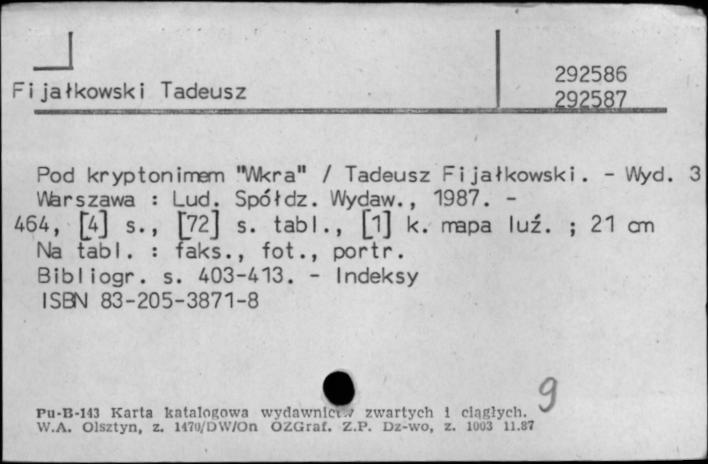 292586
Fijałkowski Tadeusz
292587
Pod kryptonimem "Wkra" / Tadeusz Fijałkowski. - Wyd. 3
Warszawa : Lud. Spółdz. Wydaw., 1987. -
464, [4] s., [72] s. tabl., [1] k. mapa luź. ; 21 cm
Na tabl. : faks., fot., portr.
Bibliogr. s. 403-413. - Indeksy
ISBN 83-205-3871-8
9
Pu-B-143 Karta katalogowa wydawnictw zwartych i ciągłych.
W.A. Olsztyn, z. 1470/DW/On OZGraf. Z.P. Dz-wo, z. 1003 11.87